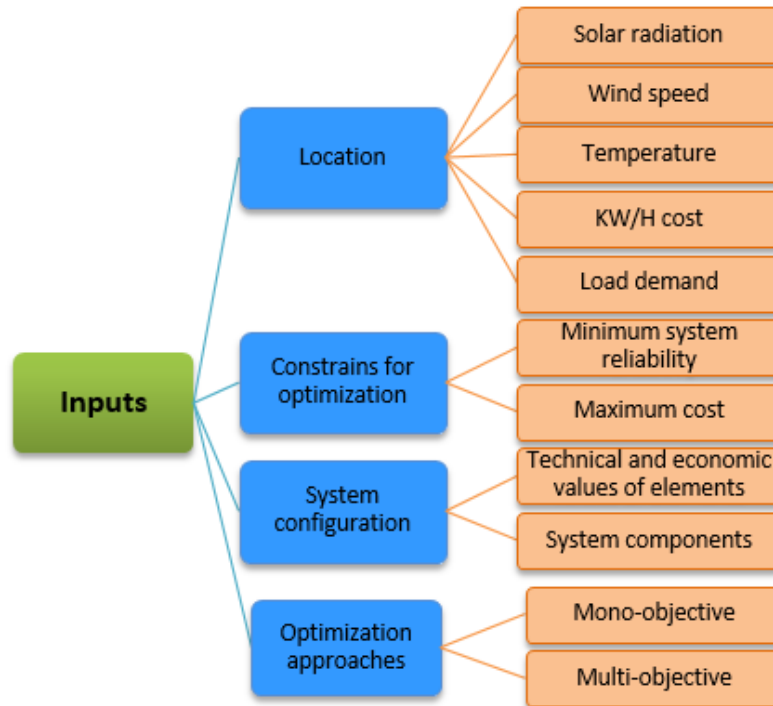 Inputs
Location
Solar radiation
Wind speed
Temperature
KW/H cost
Load demand
Constrains for
optimization
Minimum system
reliability
Maximum cost
System
configuration
Technical and economic
values of elements
System components
Optimization
approaches
Mono-objective
Multi-objective